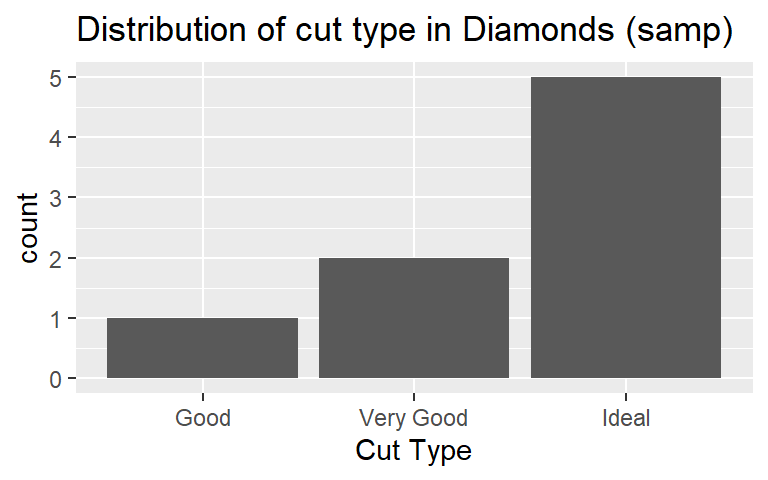 Distribution of cut type in Diamonds (samp)
5
4
3
2
1
0
count
Good Very Good Ideal
Cut Type